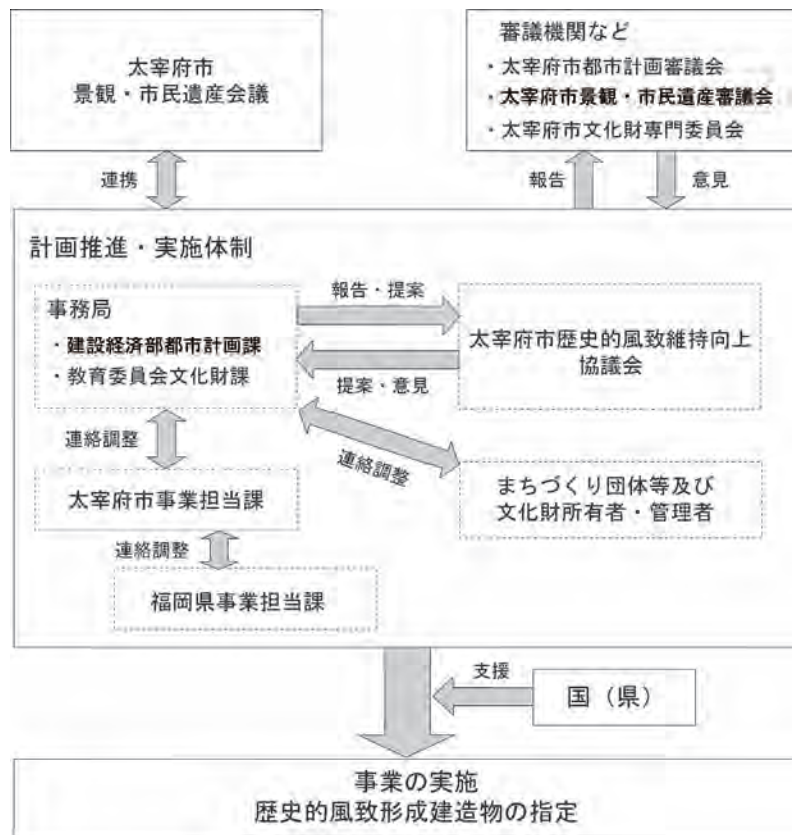 太宰府市
景観・市民遺産会議
審議機関など
・太宰府市都市計画審議会
・太宰府市景観・市民遺産審議会
・太宰府市文化財専門委員会
連携
報告
意見
計画推進・実施体制
事務局
・建設経済部都市計画課
・教育委員会文化財課
報告・提案
提案・意見
太宰府市歴史的風致維持向上
協議会
連絡調整
連絡調整
太宰府市事業担当課
まちづくり団体等及び
文化財所有者・管理者
連絡調整
福岡県事業担当課
支援
国（県）
事業の実施
歴史的風致形成建造物の指定